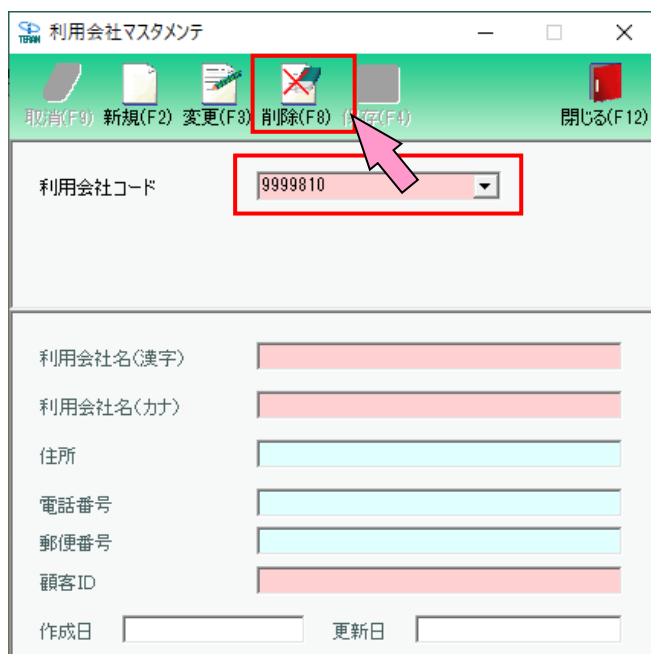 TERAN 利用会社マスタメンテ
取消(F9) 新規(F2) 変更(F3) 削除(F8) (F4) 閉じる(F12)
利用会社コード 9999810
利用会社名(漢字)
利用会社名(カナ)
住所
電話番号
郵便番号
顧客ID
作成日 更新日